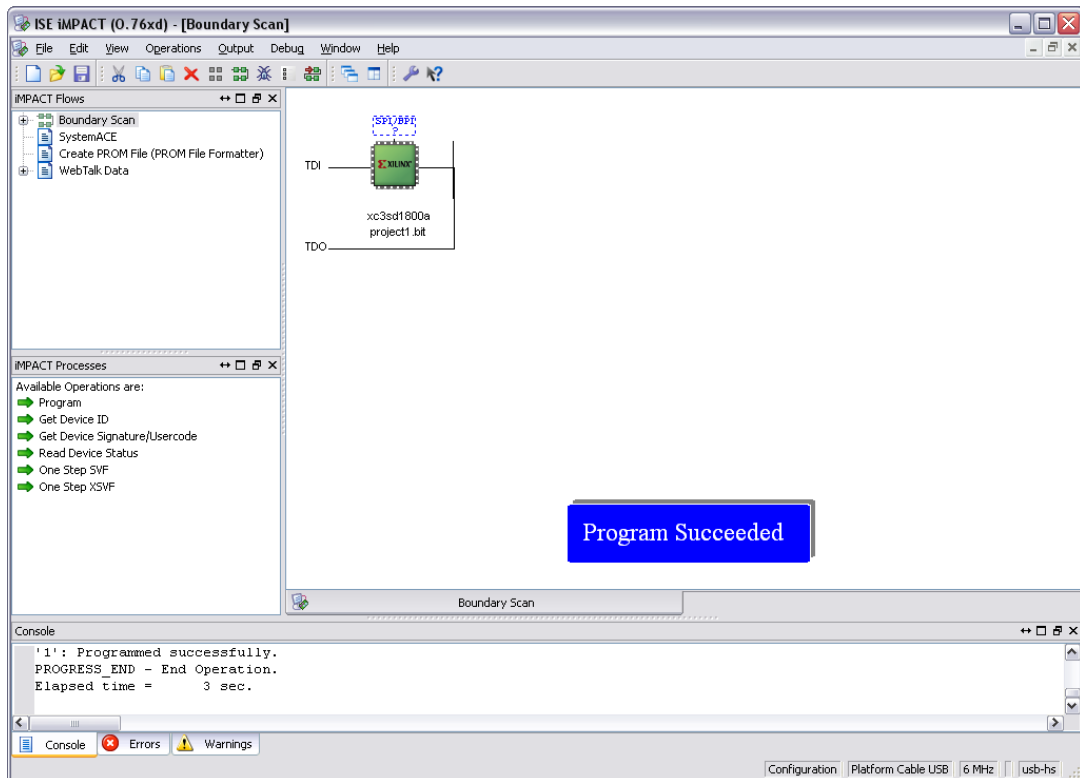 ISE iMPACT (O.76xd) - [Boundary Scan]
File Edit View Operations Output Debug Window Help
iMPACT Flows
Boundary Scan
SystemACE
Create PROM File (PROM File Formatter)
WebTalk Data
SPI/BPI
?
TDI
XILINX
xc3sd1800a
project1.bit
TDO
iMPACT Processes
Available Operations are:
Program
Get Device ID
Get Device Signature/Usercode
Read Device Status
One Step SVF
One Step XSVF
Program Succeeded
Boundary Scan
Console
'1': Programmed successfully.
PROGRESS_END - End Operation.
Elapsed time = 3 sec.
Console Errors Warnings
Configuration Platform Cable USB 6 MHz usb-hs